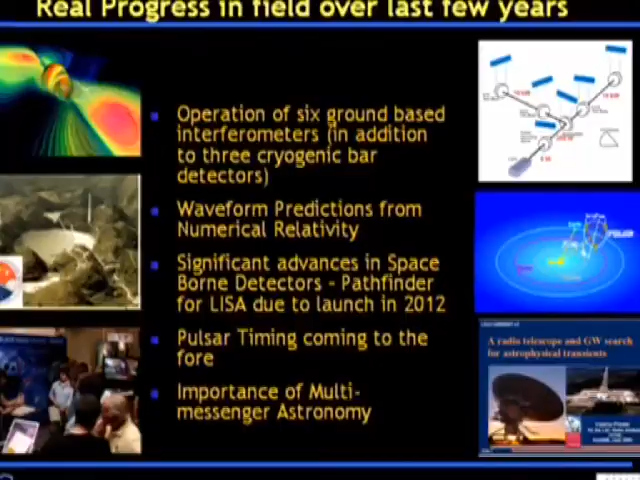 Real Progress in field over last few years
Operation of six ground based
interferometers (in addition
to three cryogenic bar
detectors)
Waveform Predictions from
Numerical Relativity
Significant advances in Space
Borne Detectors - Pathfinder
for LISA due to launch in 2012
Pulsar Timing coming to the
fore
Importance of Multi-
messenger Astronomy
A radio telescope and GW search
for astrophysical transients